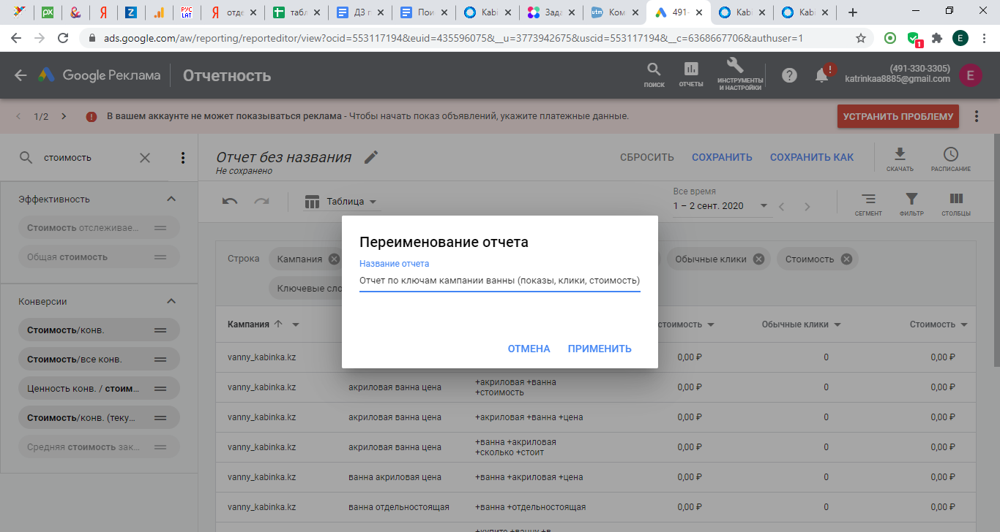 отде
табл
ДЗ г
Пои
Kabi
Зада
Ком
491-
Kabi
Kabi
ads.google.com/aw/reporting/reporteditor/view?ocid=553117194&euid=4355960075&__u=3773942675&uscid=553117194&__c=6368667706&authuser=1
Google Реклама
Отчетность
ПОИСК
ОТЧЕТЫ
ИНСТРУМЕНТЫ
И НАСТРОЙКИ
(491-330-3305)
katrinkaa8885@gmail.com
E
1/2
В вашем аккаунте не может показываться реклама - Чтобы начать показ объявлений, укажите платежные данные.
УСТРАНИТЬ ПРОБЛЕМУ
стоимость
Отчет без названия
Не сохранено
СБРОСИТЬ
СОХРАНИТЬ
СОХРАНИТЬ КАК
СКАЧАТЬ
РАСПИСАНИЕ
Эффективность
Стоимость отслеживае...
Общая стоимость
Таблица
Все время
1 – 2 сент. 2020
СЕГМЕНТ
ФИЛЬТР
СТОЛБЦЫ
Переименование отчета
Название отчета
Отчет по ключам кампании ванны (показы, клики, стоимость)
ОТМЕНА
ПРИМЕНИТЬ
Строка
Кампания
Обычные клики
Стоимость
Ключевые сло
Конверсии
Стоимость/конв.
Стоимость/все конв.
Ценность конв. / стоим...
Стоимость/конв. (теку...
Средняя стоимость зак...
Кампания
стоимость
Обычные клики
Стоимость
vanny_kabinka.kz 0,00 ₽ 0 0,00 ₽
vanny_kabinka.kz акриловая ванна цена +акриловая +ванна
+стоимость 0,00 ₽ 0 0,00 ₽
vanny_kabinka.kz акриловая ванна цена +акриловая +ванна +цена 0,00 ₽ 0 0,00 ₽
vanny_kabinka.kz акриловая ванна цена +ванна +акриловая
+сколько +стоит 0,00 ₽ 0 0,00 ₽
vanny_kabinka.kz ванна акриловая цена +ванна +акриловая +цена 0,00 ₽ 0 0,00 ₽
vanny_kabinka.kz ванна отдельностоящая +ванна +отдельностоящая 0,00 ₽ 0 0,00 ₽
+купите +ванну +в